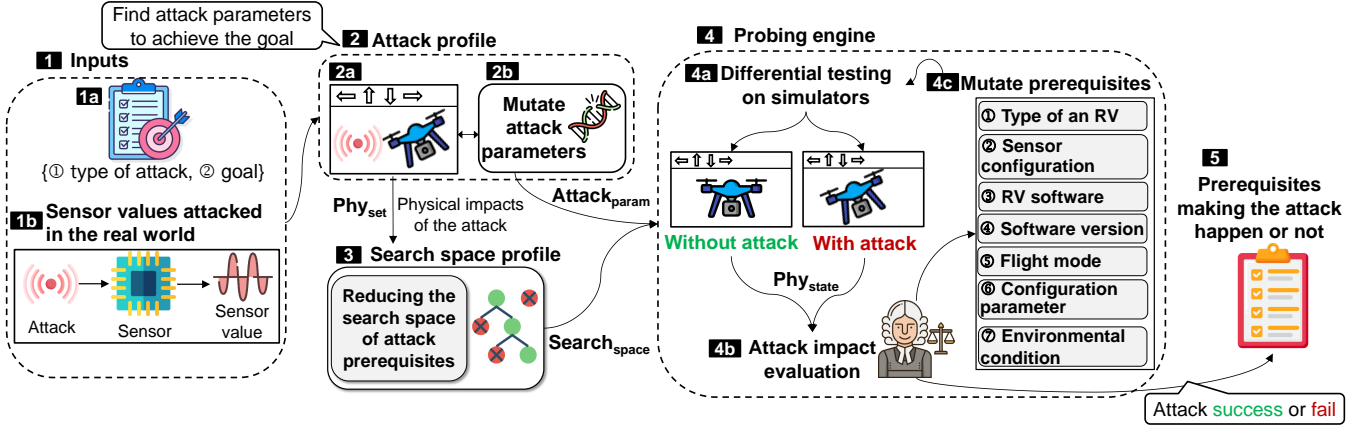 Find attack parameters
to achieve the goal
1 Inputs
1a
{① type of attack, ② goal}
1b Sensor values attacked
in the real world
Attack
Sensor
Sensor
value
2 Attack profile
2a
← ⇑ ⇓ ⇒
2b
Mutate
attack
parameters
Phy_set
Physical impacts
of the attack
Attack_param
3 Search space profile
Reducing the
search space
of attack
prerequisites
Search_space
4 Probing engine
4a Differential testing
on simulators
⇐ ⇑ ⇓ ⇒
⇐ ⇑ ⇓ ⇒
Without attack
With attack
Phy_state
4b Attack impact
evaluation
4c Mutate prerequisites
① Type of an RV
② Sensor
configuration
③ RV software
④ Software version
⑤ Flight mode
⑥ Configuration
parameter
⑦ Environmental
condition
5
Prerequisites
making the attack
happen or not
Attack success or fail